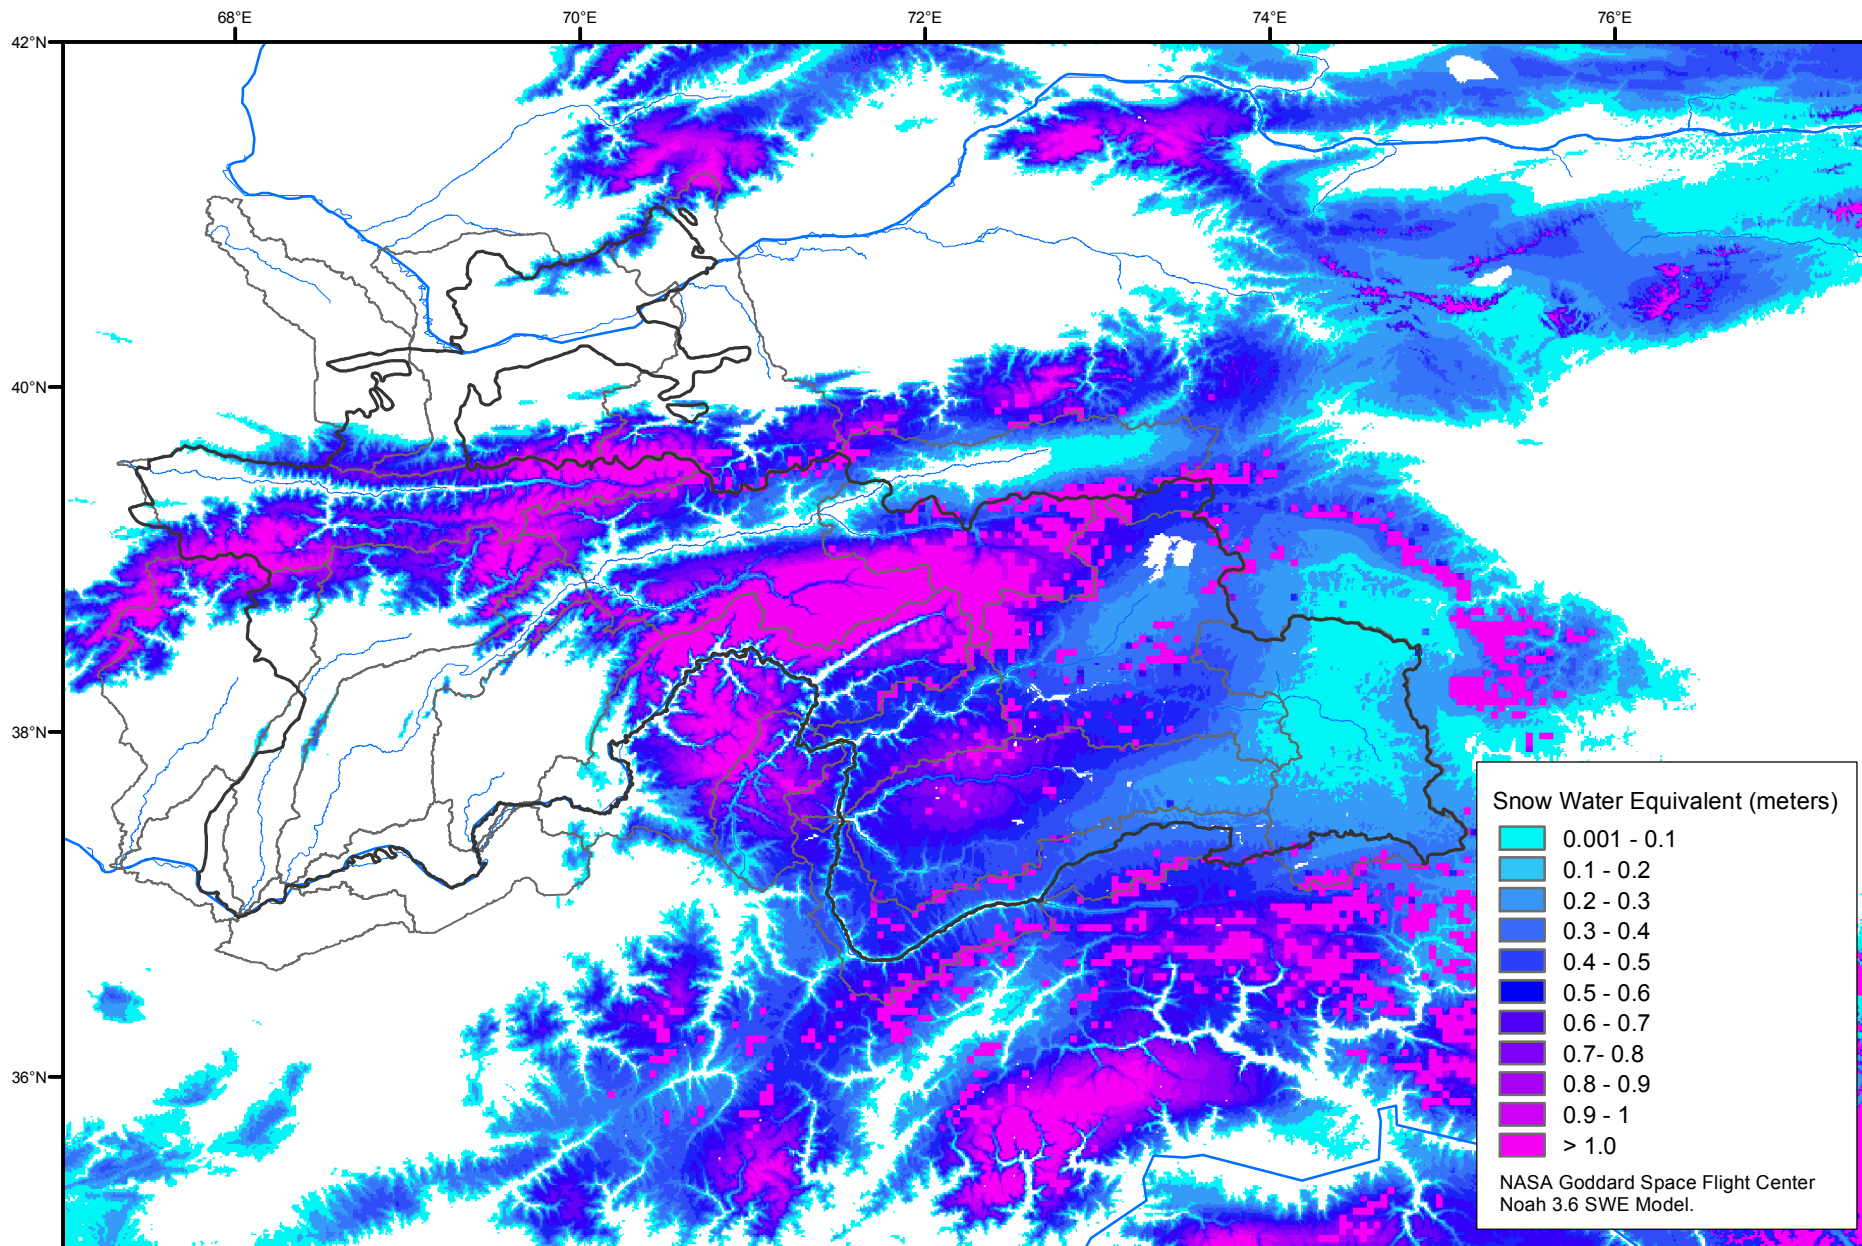 68°E
70°E
72°E
74°E
76°E
42°N
40°N
38°N
36°N
Snow Water Equivalent (meters)
0.001 - 0.1
0.1 - 0.2
0.2 - 0.3
0.3 - 0.4
0.4 - 0.5
0.5 - 0.6
0.6 - 0.7
0.7- 0.8
0.8 - 0.9
0.9 - 1
> 1.0
NASA Goddard Space Flight Center
Noah 3.6 SWE Model.